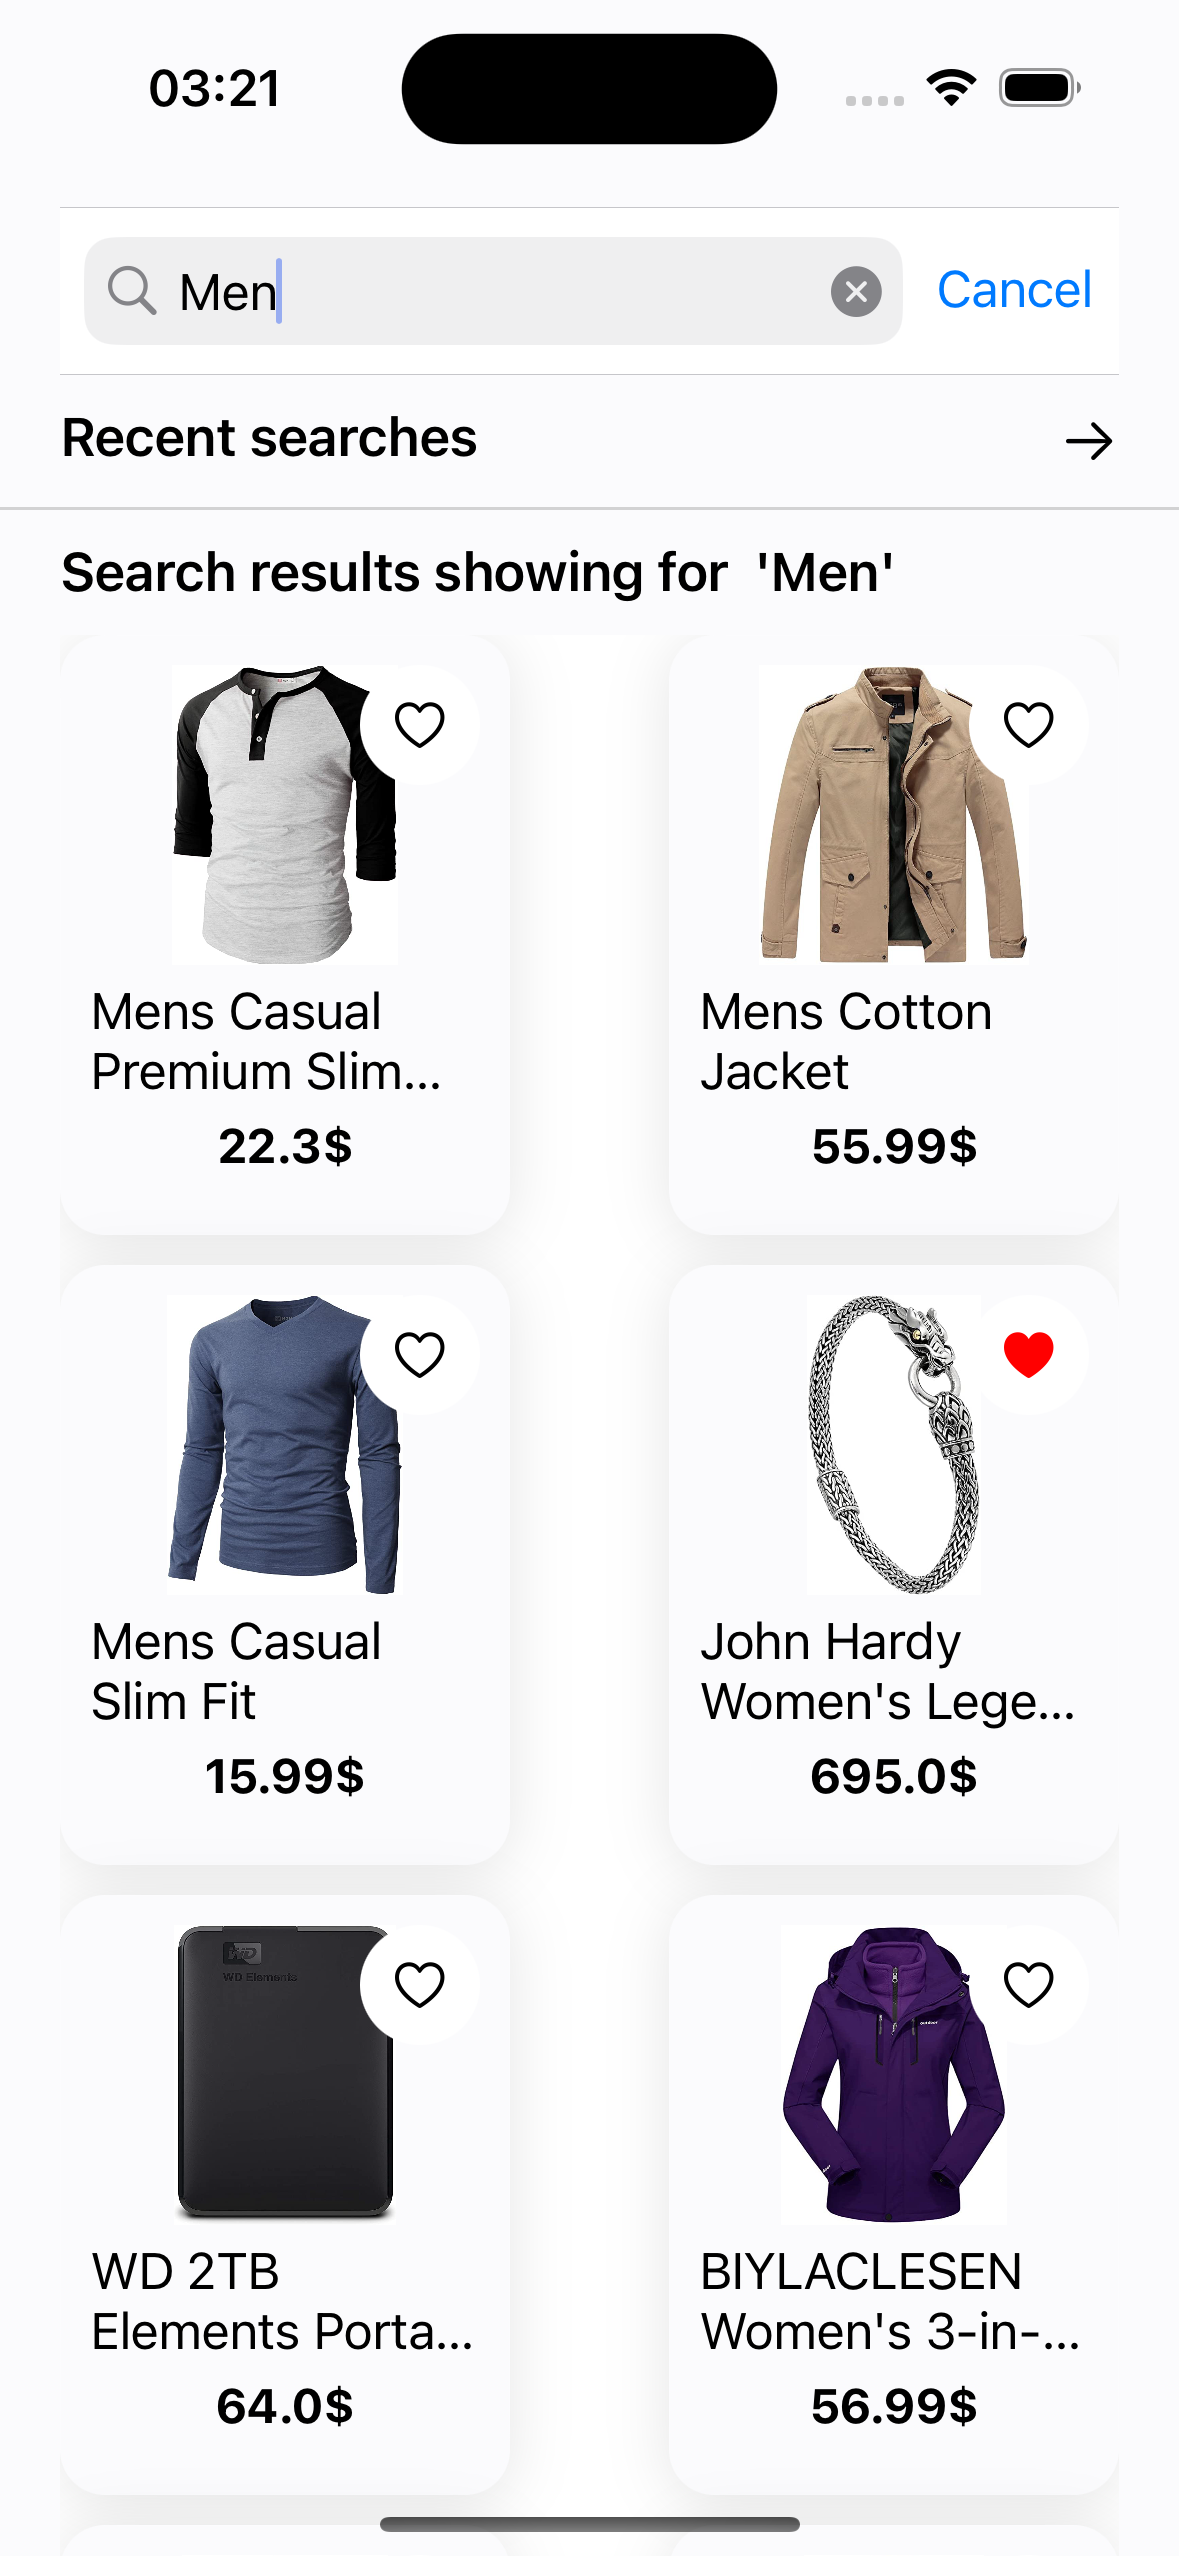 03:21
Men
Cancel
Recent searches
Search results showing for 'Men'
Mens Casual
Premium Slim...
22.3$
Mens Cotton
Jacket
55.99$
Mens Casual
Slim Fit
15.99$
John Hardy
Women's Lege...
695.0$
WD
WD Elements
WD 2TB
Elements Porta...
64.0$
outdoor
BIYLACLESEN
Women's 3-in-...
56.99$